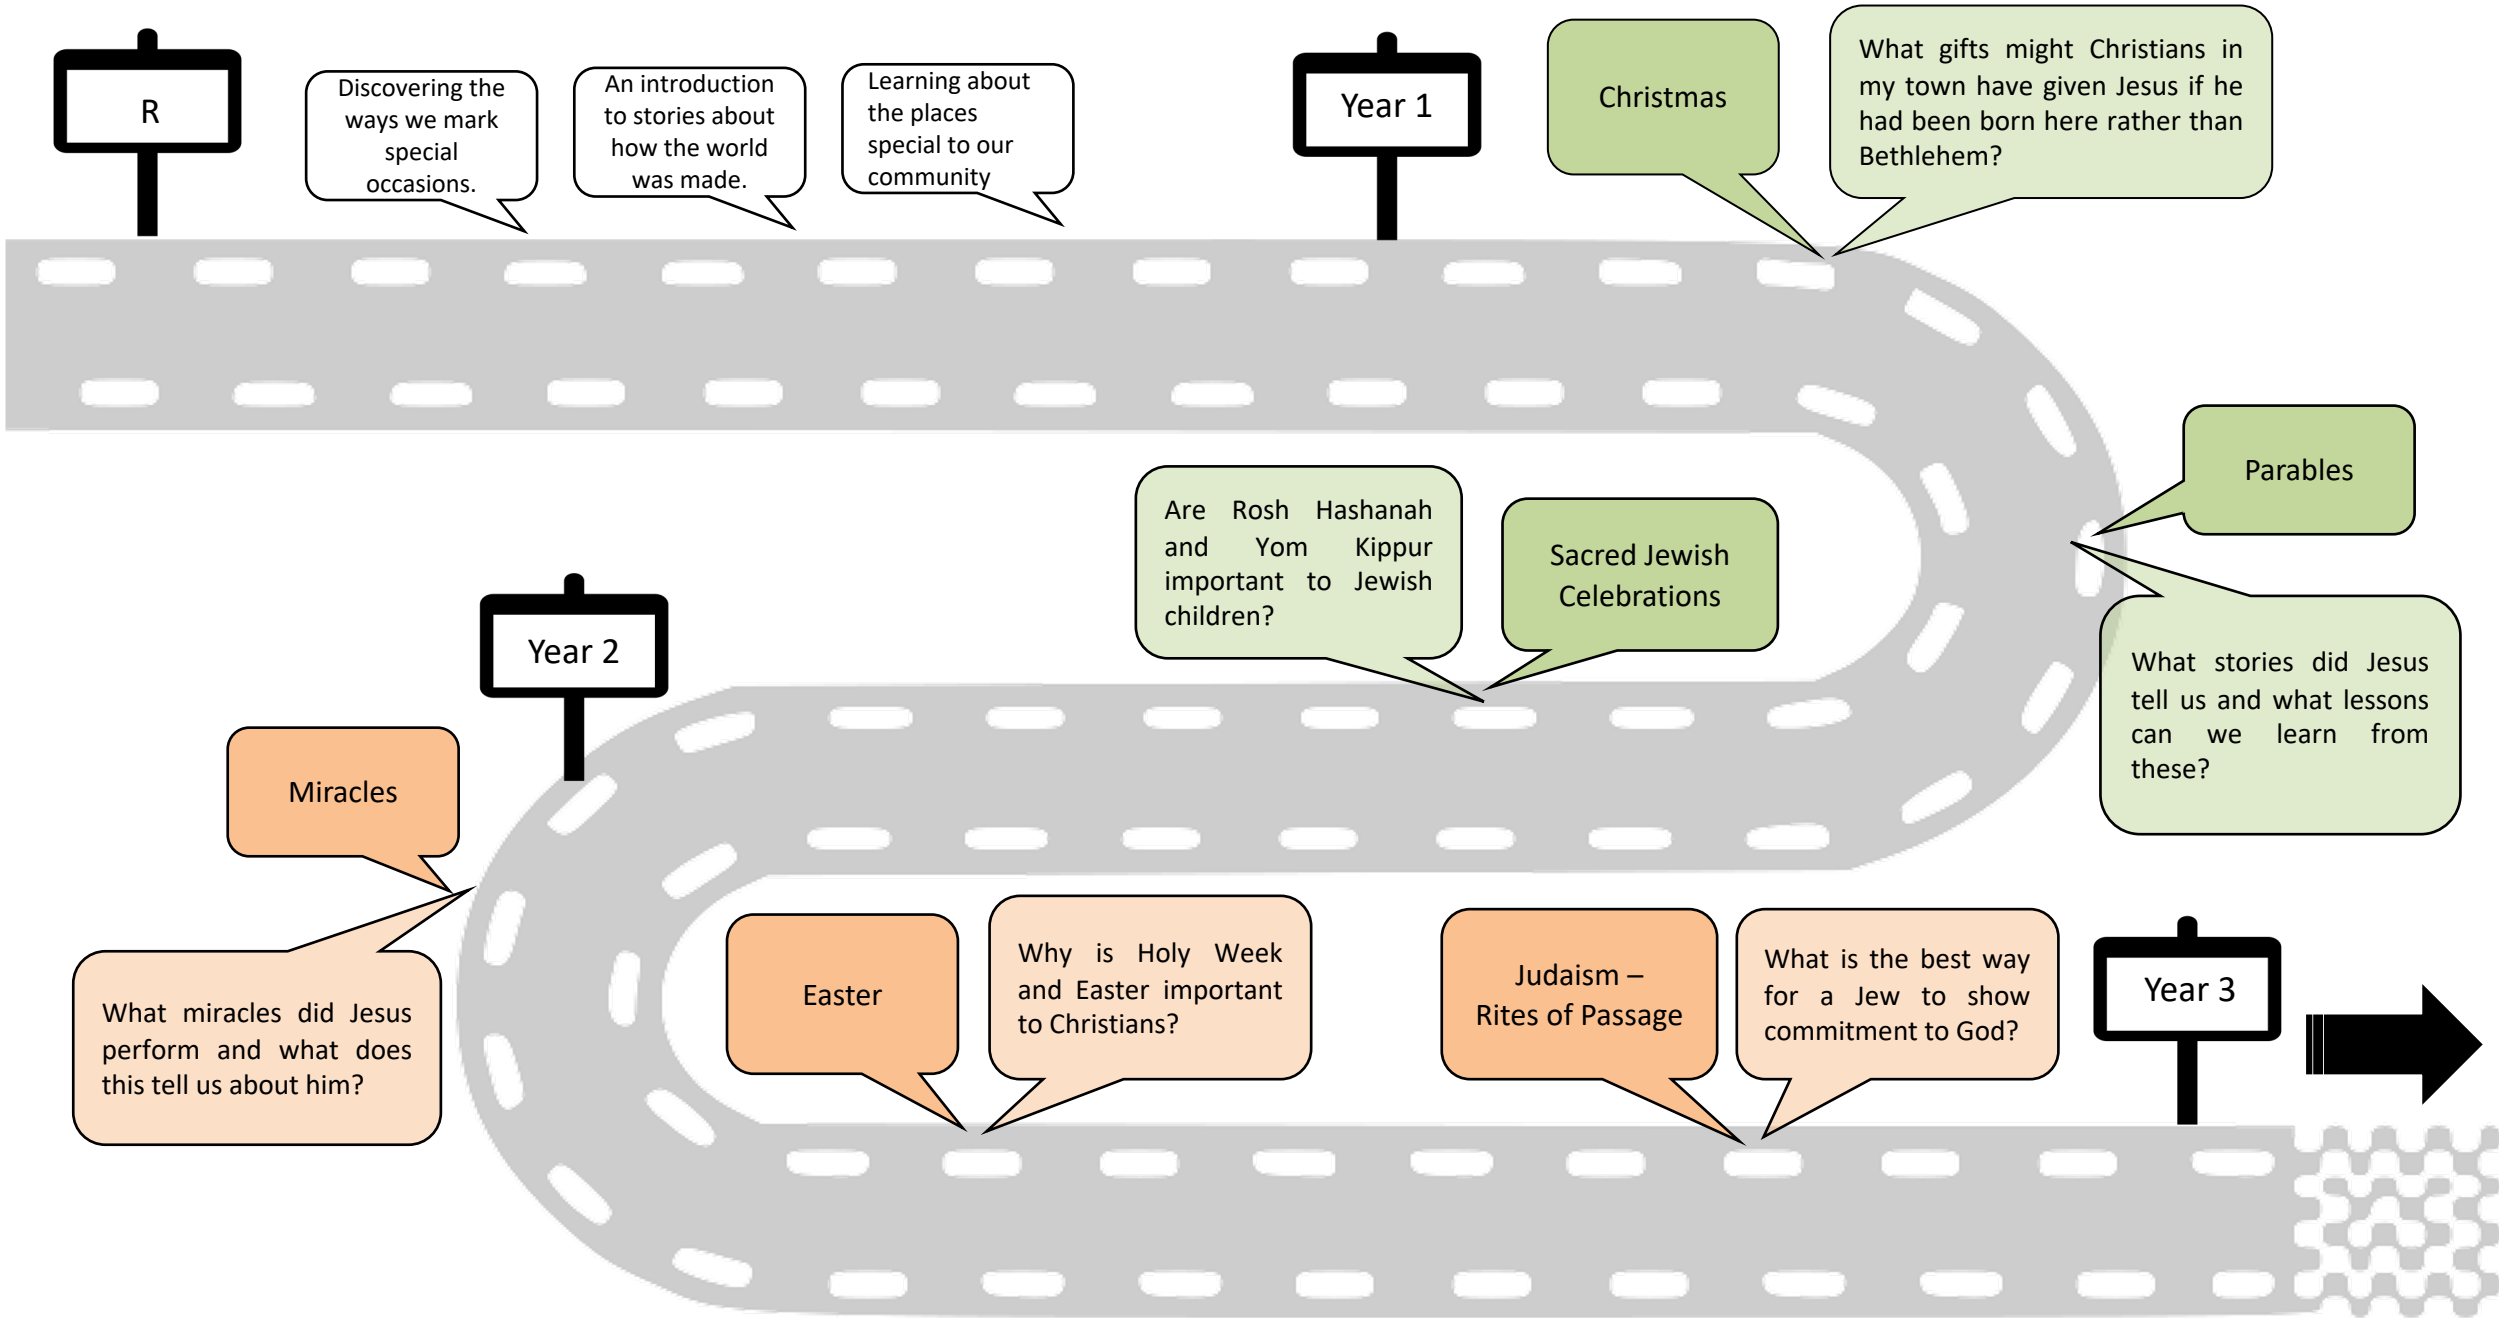 R
Discovering the
ways we mark
special
occasions.
An introduction
to stories about
how the world
was made.
Learning about
the places
special to our
community
Year 1
Christmas
What gifts might Christians in
my town have given Jesus if he
had been born here rather than
Bethlehem?
Parables
What stories did Jesus
tell us and what lessons
can we learn from
these?
Sacred Jewish
Celebrations
Are Rosh Hashanah
and Yom Kippur
important to Jewish
children?
Year 2
Miracles
What miracles did Jesus
perform and what does
this tell us about him?
Easter
Why is Holy Week
and Easter important
to Christians?
Judaism –
Rites of Passage
What is the best way
for a Jew to show
commitment to God?
Year 3